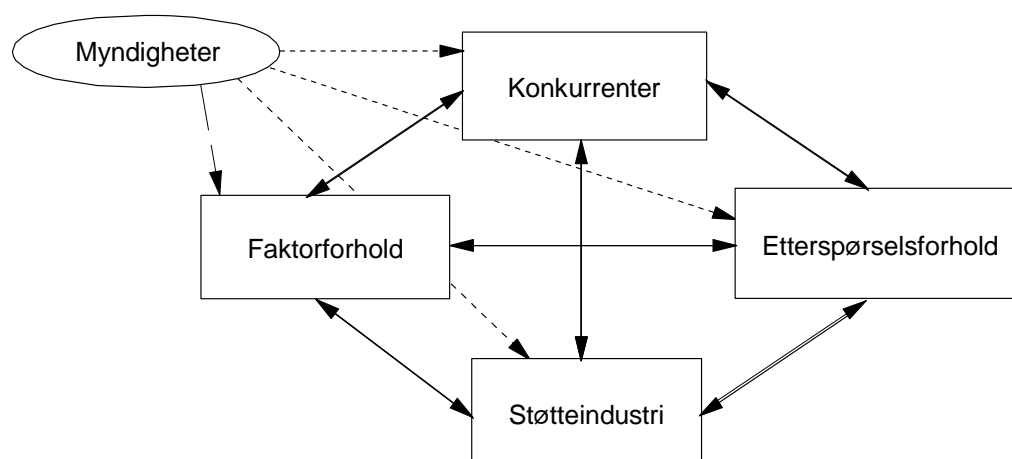 Myndigheter
Konkurrenter
Faktorforhold
Etterspørselsforhold
Støtteindustri